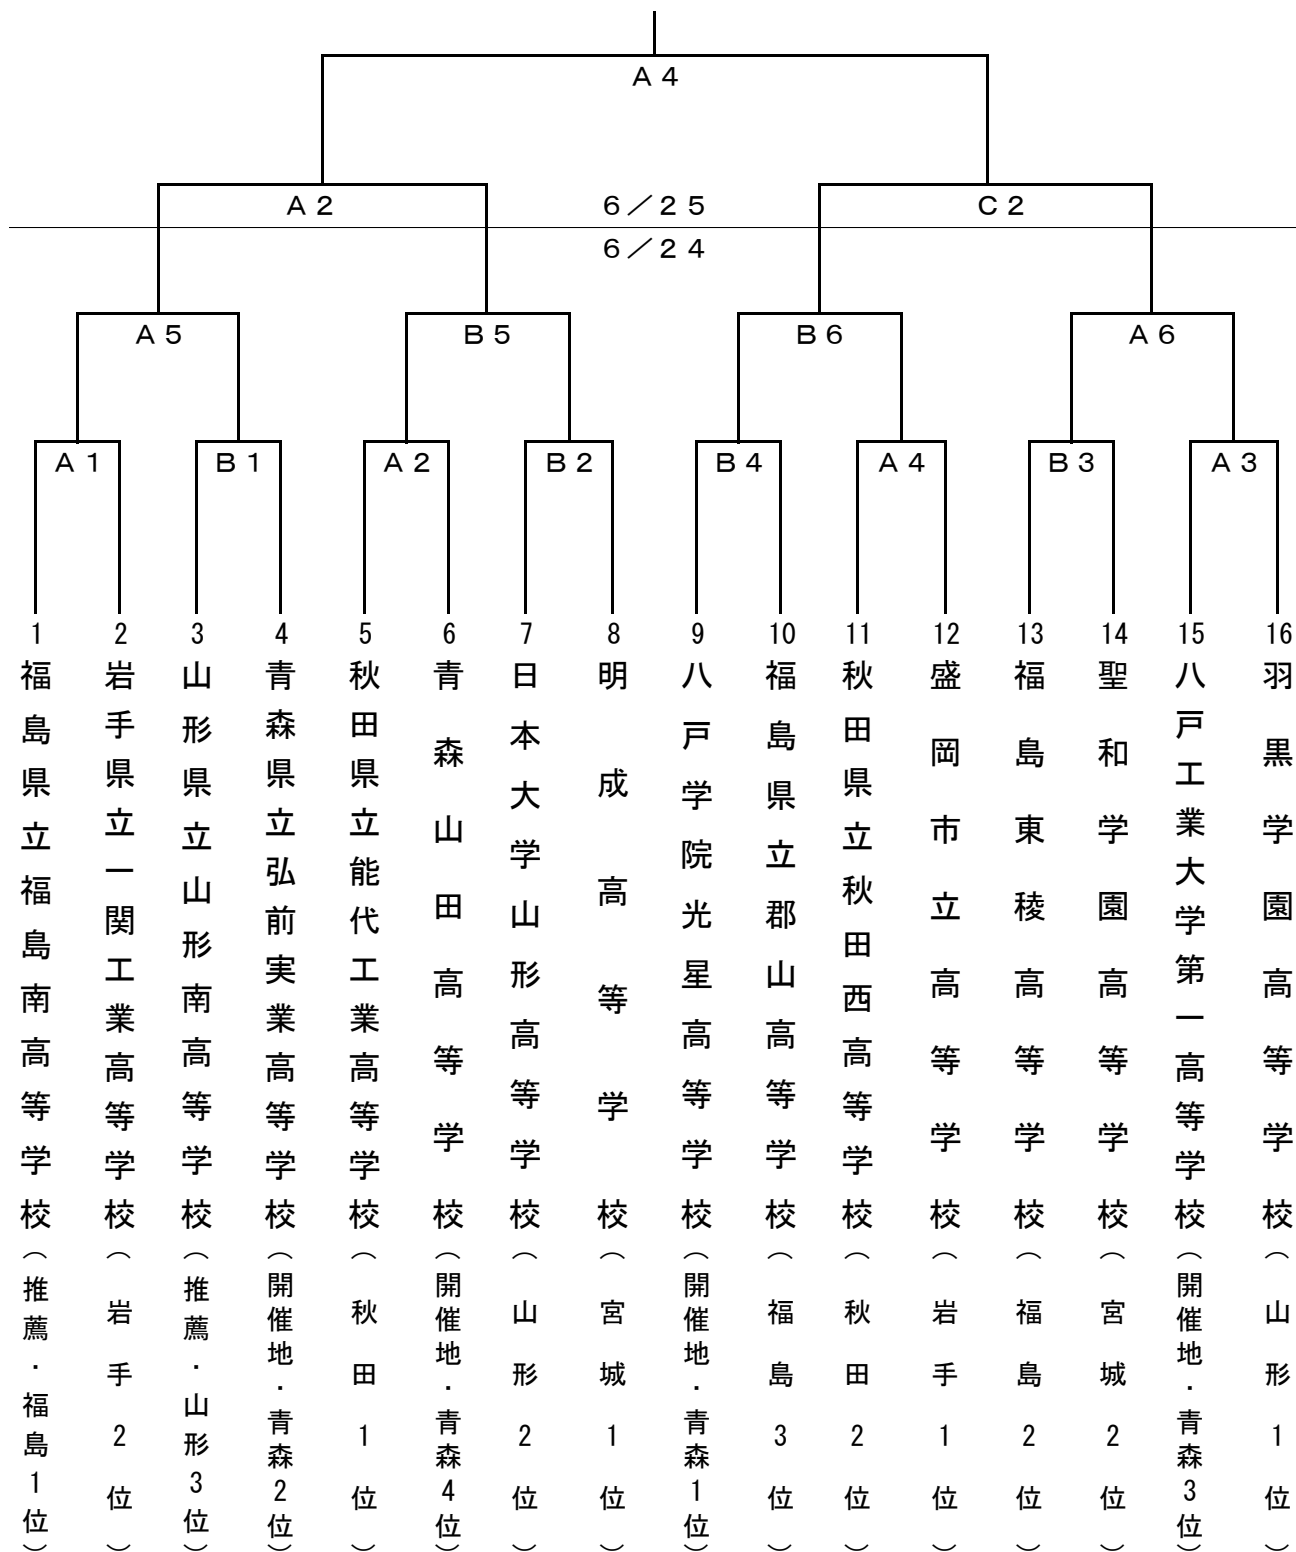 Ａ４
Ａ２
６／２５
Ｃ２
６／２４
Ａ５
Ｂ５
Ｂ６
Ａ６
Ａ１
Ｂ１
Ａ２
Ｂ２
Ｂ４
Ａ４
Ｂ３
Ａ３
1 福島県立福島南高等学校（推薦・福島1位）
2 岩手県立一関工業高等学校（岩手2位）
3 山形県立山形南高等学校（推薦・山形3位）
4 青森県立弘前実業高等学校（開催地・青森2位）
5 秋田県立能代工業高等学校（秋田1位）
6 青森山田高等学校（開催地・青森4位）
7 日本大学山形高等学校（山形2位）
8 明成高等学校（宮城1位）
9 八戸学院光星高等学校（開催地・青森1位）
10 福島県立郡山高等学校（福島3位）
11 秋田県立秋田西高等学校（秋田2位）
12 盛岡市立高等学校（岩手1位）
13 福島東稜高等学校（福島2位）
14 聖和学園高等学校（宮城2位）
15 八戸工業大学第一高等学校（開催地・青森3位）
16 羽黒学園高等学校（山形1位）